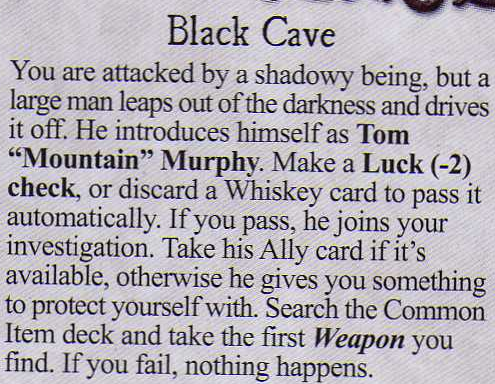 Black Cave
You are attacked by a shadowy being, but a
large man leaps out of the darkness and drives
it off. He introduces himself as Tom
“Mountain” Murphy. Make a Luck (-2)
check, or discard a Whiskey card to pass it
automatically. If you pass, he joins your
investigation. Take his Ally card if it’s
available, otherwise he gives you something
to protect yourself with. Search the Common
Item deck and take the first Weapon you
find. If you fail, nothing happens.